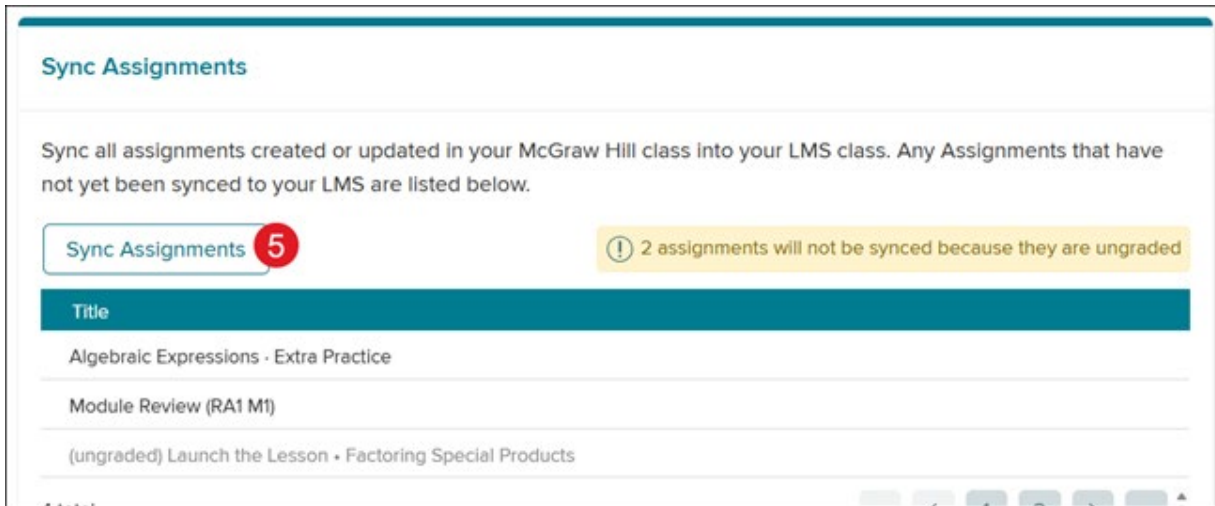 Sync Assignments
Sync all assignments created or updated in your McGraw Hill class into your LMS class. Any Assignments that have
not yet been synced to your LMS are listed below.
Sync Assignments 5
2 assignments will not be synced because they are ungraded
Title
Algebraic Expressions · Extra Practice
Module Review (RA1 M1)
(ungraded) Launch the Lesson • Factoring Special Products